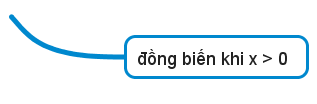 đồng biến khi x > 0